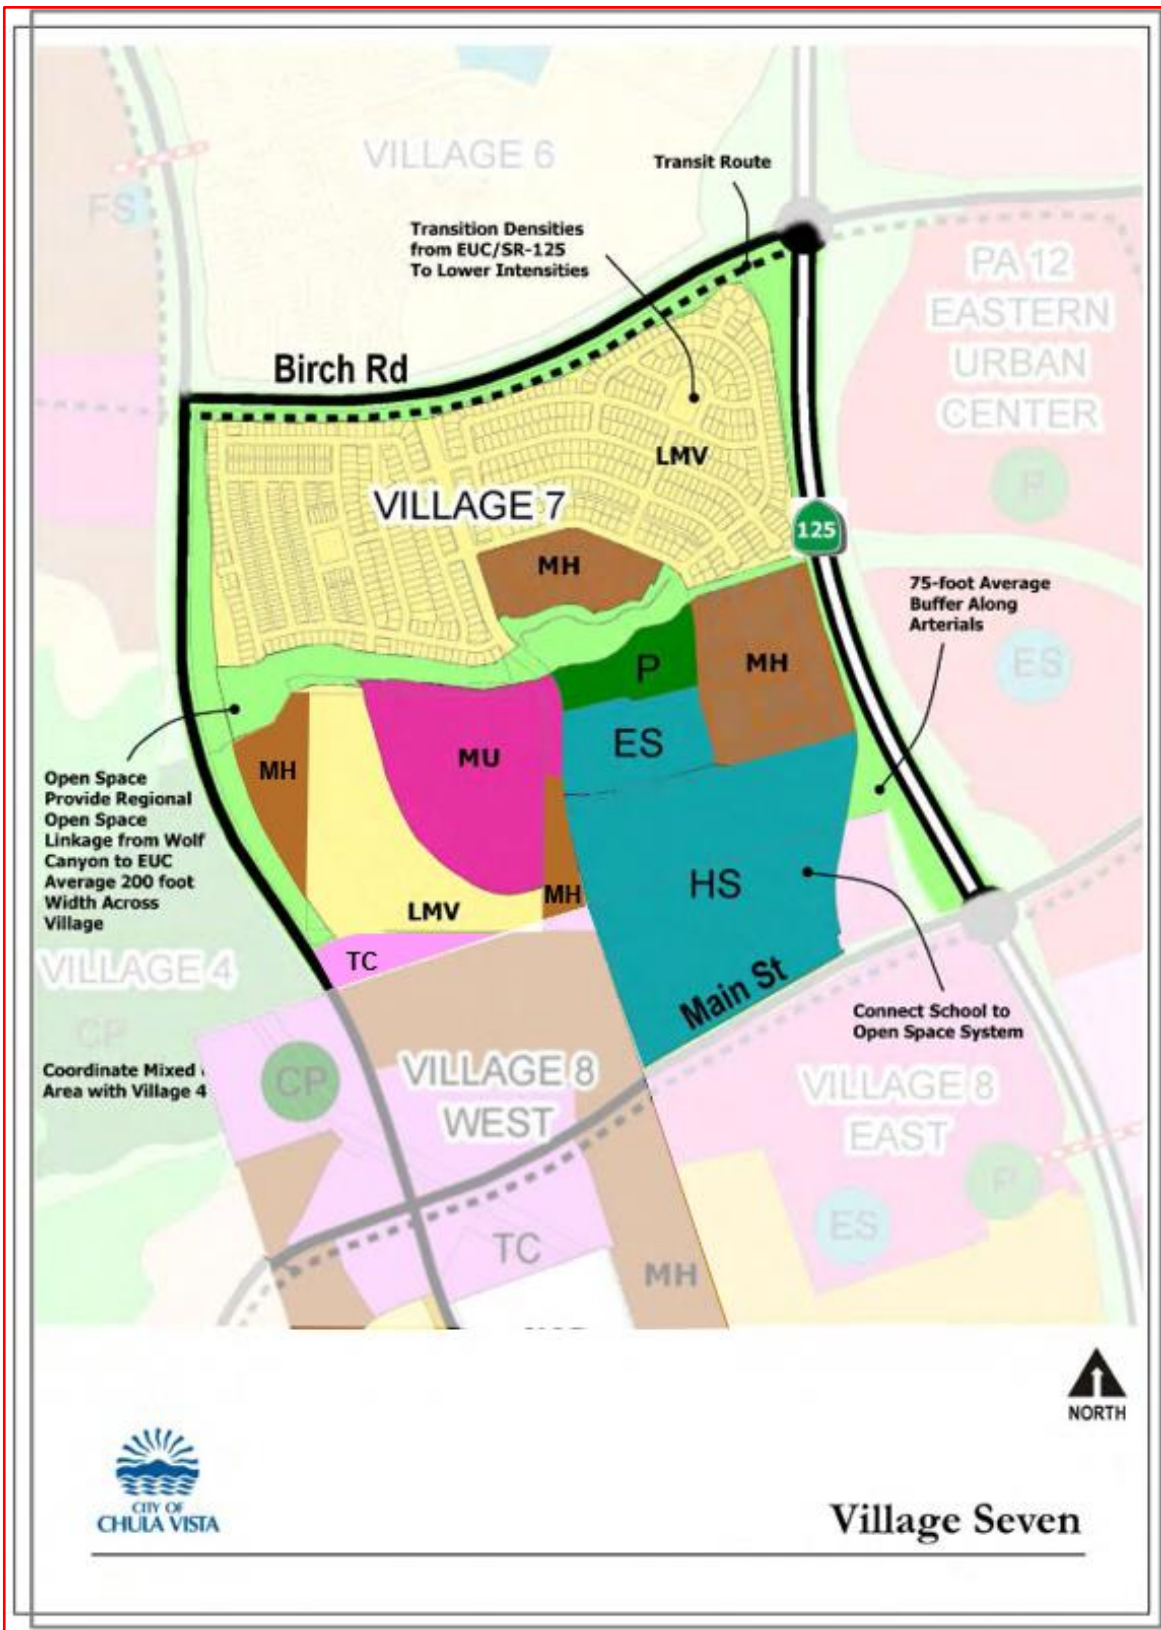 VILLAGE 6
Transit Route
FS
Transition Densities
from EUC/SR-125
To Lower Intensities
PA 12
EASTERN
URBAN
CENTER
Birch Rd
LMV
P
VILLAGE 7
125
MH
75-foot Average
Buffer Along
Arterials
P
MH
ES
ES
MU
MH
Open Space
Provide Regional
Open Space
Linkage from Wolf
Canyon to EUC
Average 200 foot
Width Across
Village
HS
MH
LMV
TC
VILLAGE 4
Main St
Connect School to
Open Space System
CP
Coordinate Mixed
Area with Village 4
CP
VILLAGE 8
WEST
VILLAGE 8
EAST
P
ES
TC
MH
NORTH
CITY OF
CHULA VISTA
Village Seven